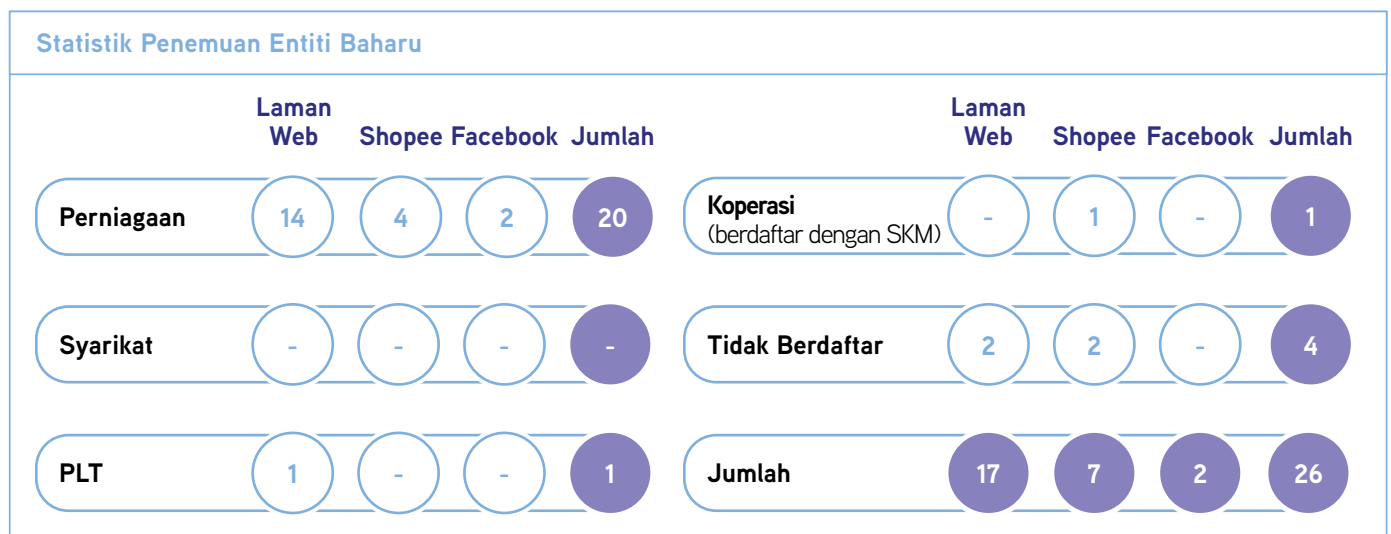 Statistik Penemuan Entiti Baharu
Laman Web Shopee Facebook Jumlah
Perniagaan 14 4 2 20
Syarikat - - - -
PLT 1 - - 1
Laman Web Shopee Facebook Jumlah
Koperasi
(berdaftar dengan SKM) - 1 - 1
Tidak Berdaftar 2 2 - 4
Jumlah 17 7 2 26